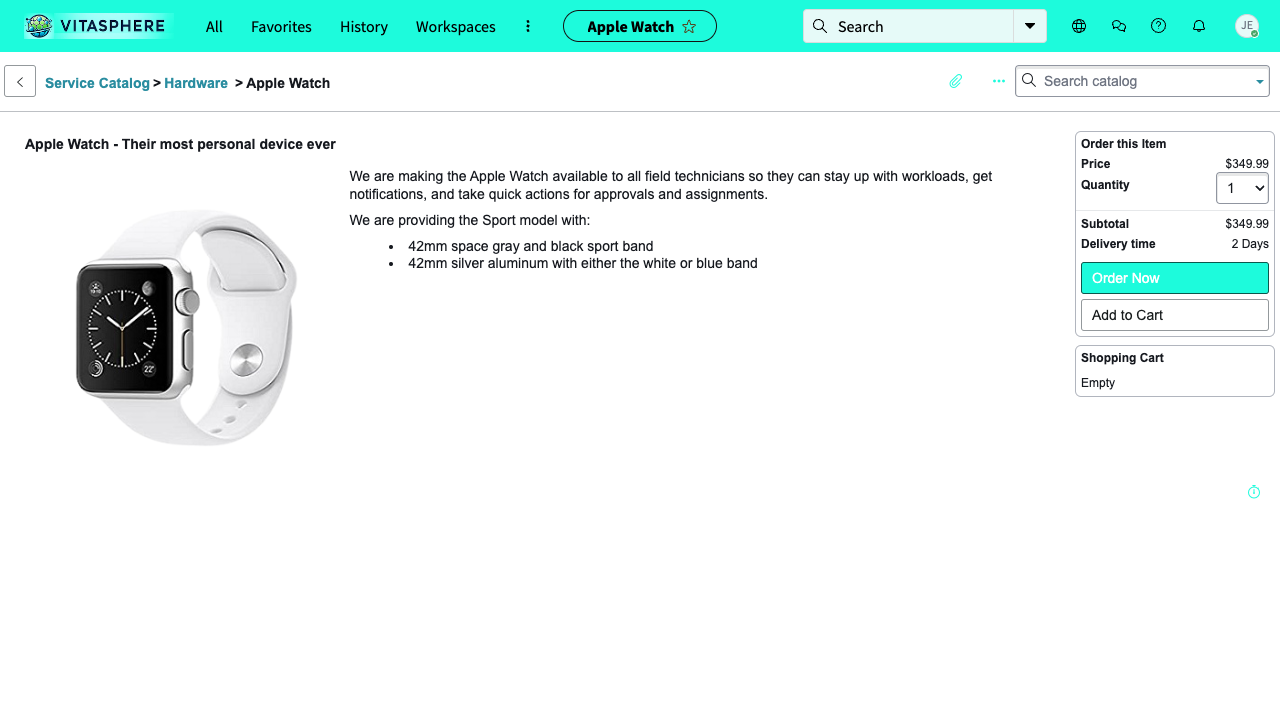 VITASPHERE
All
Favorites
History
Workspaces
Apple Watch
Search
JE
Service Catalog > Hardware > Apple Watch
Search catalog
Apple Watch - Their most personal device ever
We are making the Apple Watch available to all field technicians so they can stay up with workloads, get
notifications, and take quick actions for approvals and assignments.
We are providing the Sport model with:
42mm space gray and black sport band
42mm silver aluminum with either the white or blue band
22°
Order this Item
Price $349.99
Quantity 1
Subtotal $349.99
Delivery time 2 Days
Order Now
Add to Cart
Shopping Cart
Empty